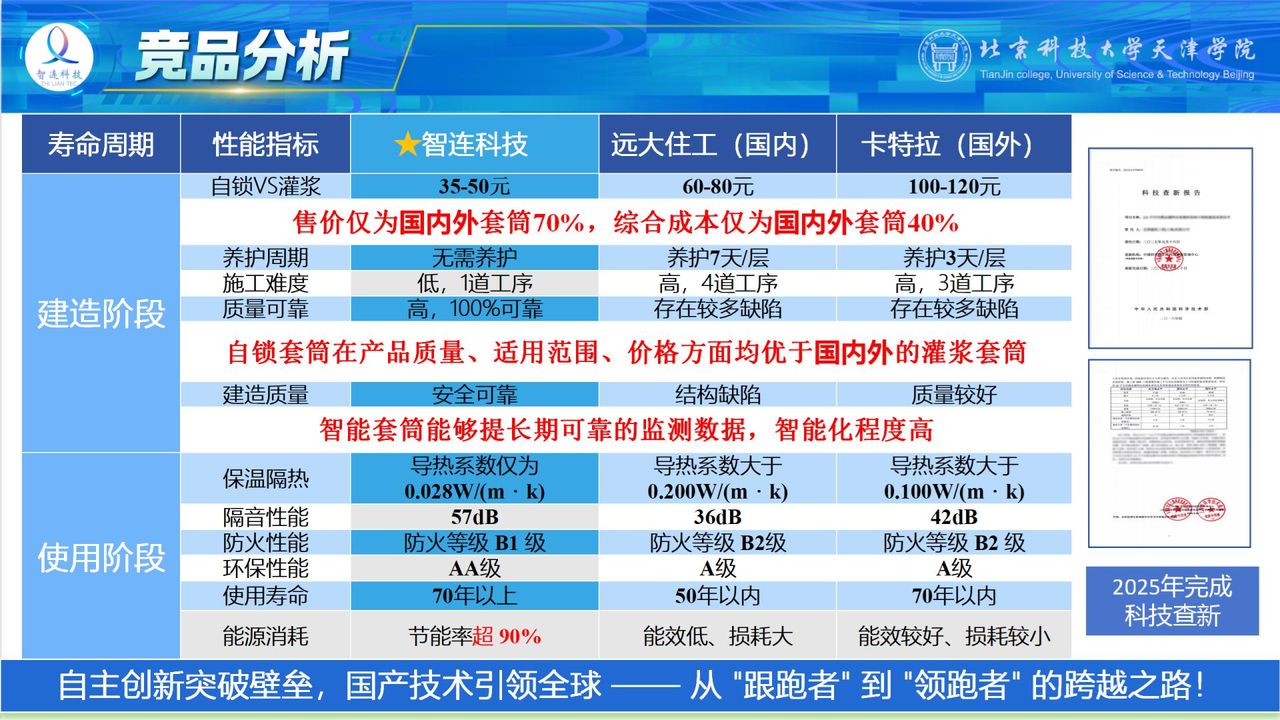 智连科技
THI LIAN TEC
竞品分析
北京科技大学天津学院
TianJin college, University of Science & Technology Beijing
寿命周期 性能指标 ★智连科技 远大住工（国内） 卡特拉（国外）
建造阶段
自锁VS灌浆 35-50元 60-80元 100-120元
售价仅为国内外套筒70%，综合成本仅为国内外套筒40%
养护周期 无需养护 养护7天/层 养护3天/层
施工难度 低，1道工序 高，4道工序 高，3道工序
质量可靠 高，100%可靠 存在较多缺陷 存在较多缺陷
自锁套筒在产品质量、适用范围、价格方面均优于国内外的灌浆套筒
建造质量 安全可靠 结构缺陷 质量较好
智能套筒能够提长期可靠的监测数据，智能化程度高
使用阶段
保温隔热 导热系数仅为 导热系数大于 导热系数大于
0.028W/(m · k) 0.200W/(m · k) 0.100W/(m · k)
隔音性能 57dB 36dB 42dB
防火性能 防火等级 B1 级 防火等级 B2级 防火等级 B2 级
环保性能 AA级 A级 A级
使用寿命 70年以上 50年以内 70年以内
能源消耗 节能率超 90% 能效低、损耗大 能效较好、损耗较小
科技查新报告
中华人民共和国科学技术部
2025年完成
科技查新
自主创新突破壁垒，国产技术引领全球 —— 从 "跟跑者" 到 "领跑者" 的跨越之路！